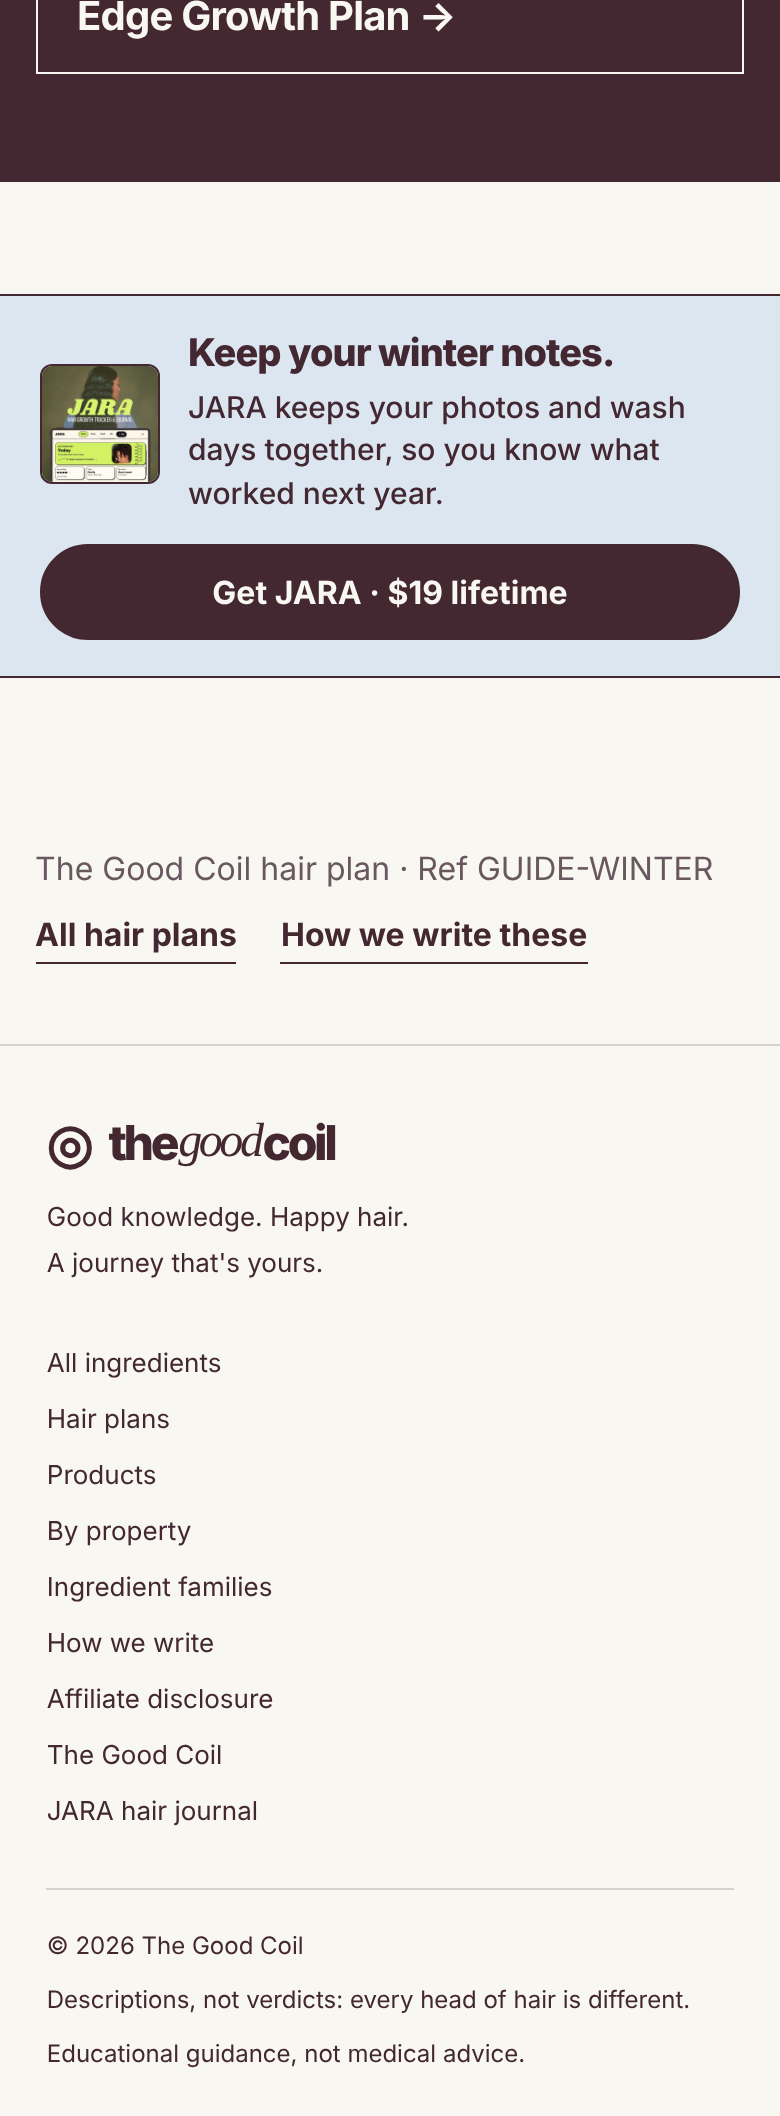 Edge Growth Plan →
Keep your winter notes.
JARA keeps your photos and wash
days together, so you know what
worked next year.
JARA
Today
Get JARA · $19 lifetime
The Good Coil hair plan · Ref GUIDE-WINTER
All hair plans How we write these
thegoodcoil
Good knowledge. Happy hair.
A journey that's yours.
All ingredients
Hair plans
Products
By property
Ingredient families
How we write
Affiliate disclosure
The Good Coil
JARA hair journal
© 2026 The Good Coil
Descriptions, not verdicts: every head of hair is different.
Educational guidance, not medical advice.